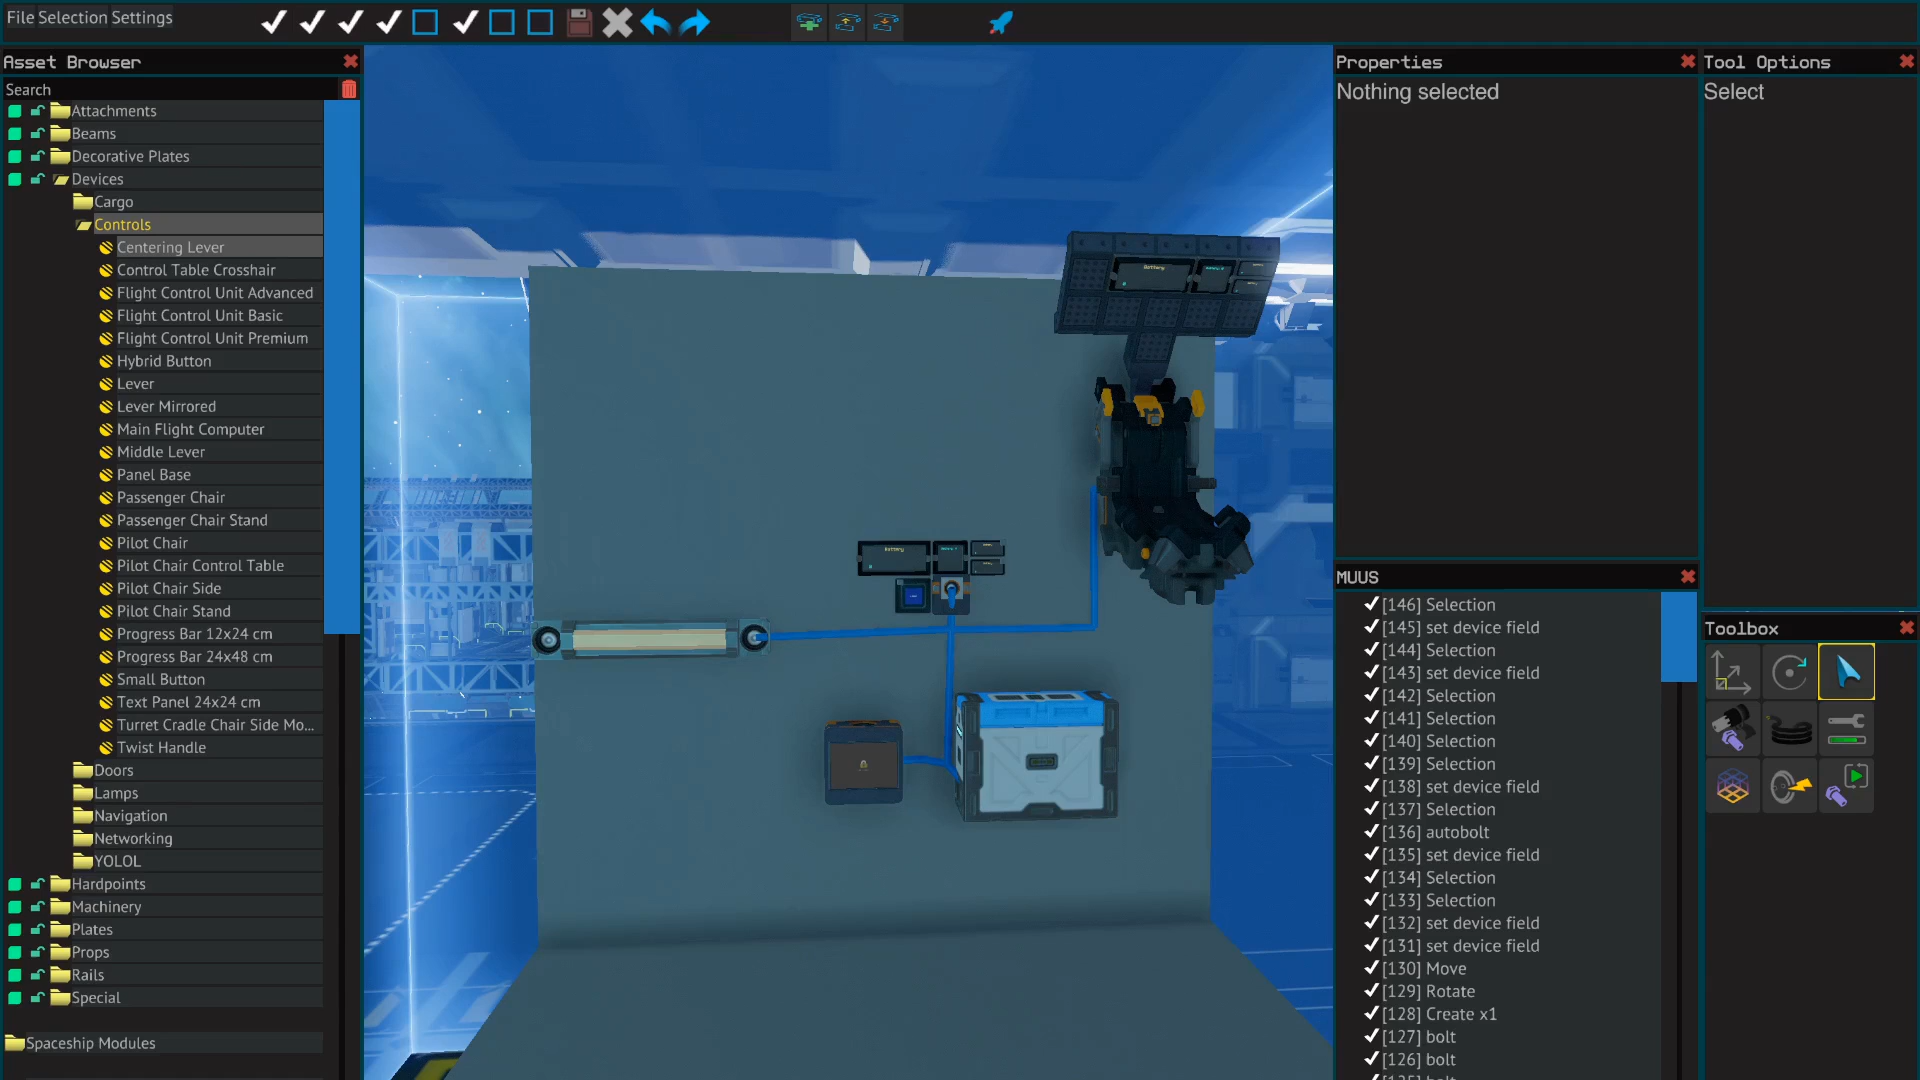 File Selection Settings
Asset Browser
Search
Attachments
Beams
Decorative Plates
Devices
Cargo
Controls
Centering Lever
Control Table Crosshair
Flight Control Unit Advanced
Flight Control Unit Basic
Flight Control Unit Premium
Hybrid Button
Lever
Lever Mirrored
Main Flight Computer
Middle Lever
Panel Base
Passenger Chair
Passenger Chair Stand
Pilot Chair
Pilot Chair Control Table
Pilot Chair Side
Pilot Chair Stand
Progress Bar 12x24 cm
Progress Bar 24x48 cm
Small Button
Text Panel 24x24 cm
Turret Cradle Chair Side Mo...
Twist Handle
Doors
Lamps
Navigation
Networking
YOLOL
Hardpoints
Machinery
Plates
Props
Rails
Special
Spaceship Modules
Battery
Battery
Properties
Nothing selected
MUUS
[146] Selection
[145] set device field
[144] Selection
[143] set device field
[142] Selection
[141] Selection
[140] Selection
[139] Selection
[138] set device field
[137] Selection
[136] autobolt
[135] set device field
[134] Selection
[133] Selection
[132] set device field
[131] set device field
[130] Move
[129] Rotate
[128] Create x1
[127] bolt
[126] bolt
Tool Options
Select
Toolbox